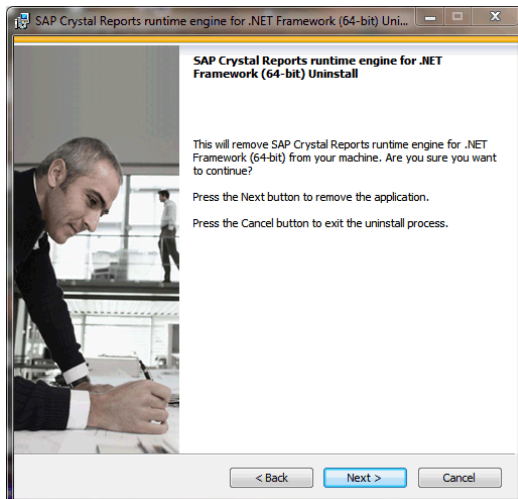 SAP Crystal Reports runtime engine for .NET Framework (64-bit) Uni...
SAP Crystal Reports runtime engine for .NET
Framework (64-bit) Uninstall
This will remove SAP Crystal Reports runtime engine for .NET
Framework (64-bit) from your machine. Are you sure you want
to continue?
Press the Next button to remove the application.
Press the Cancel button to exit the uninstall process.
< Back Next > Cancel